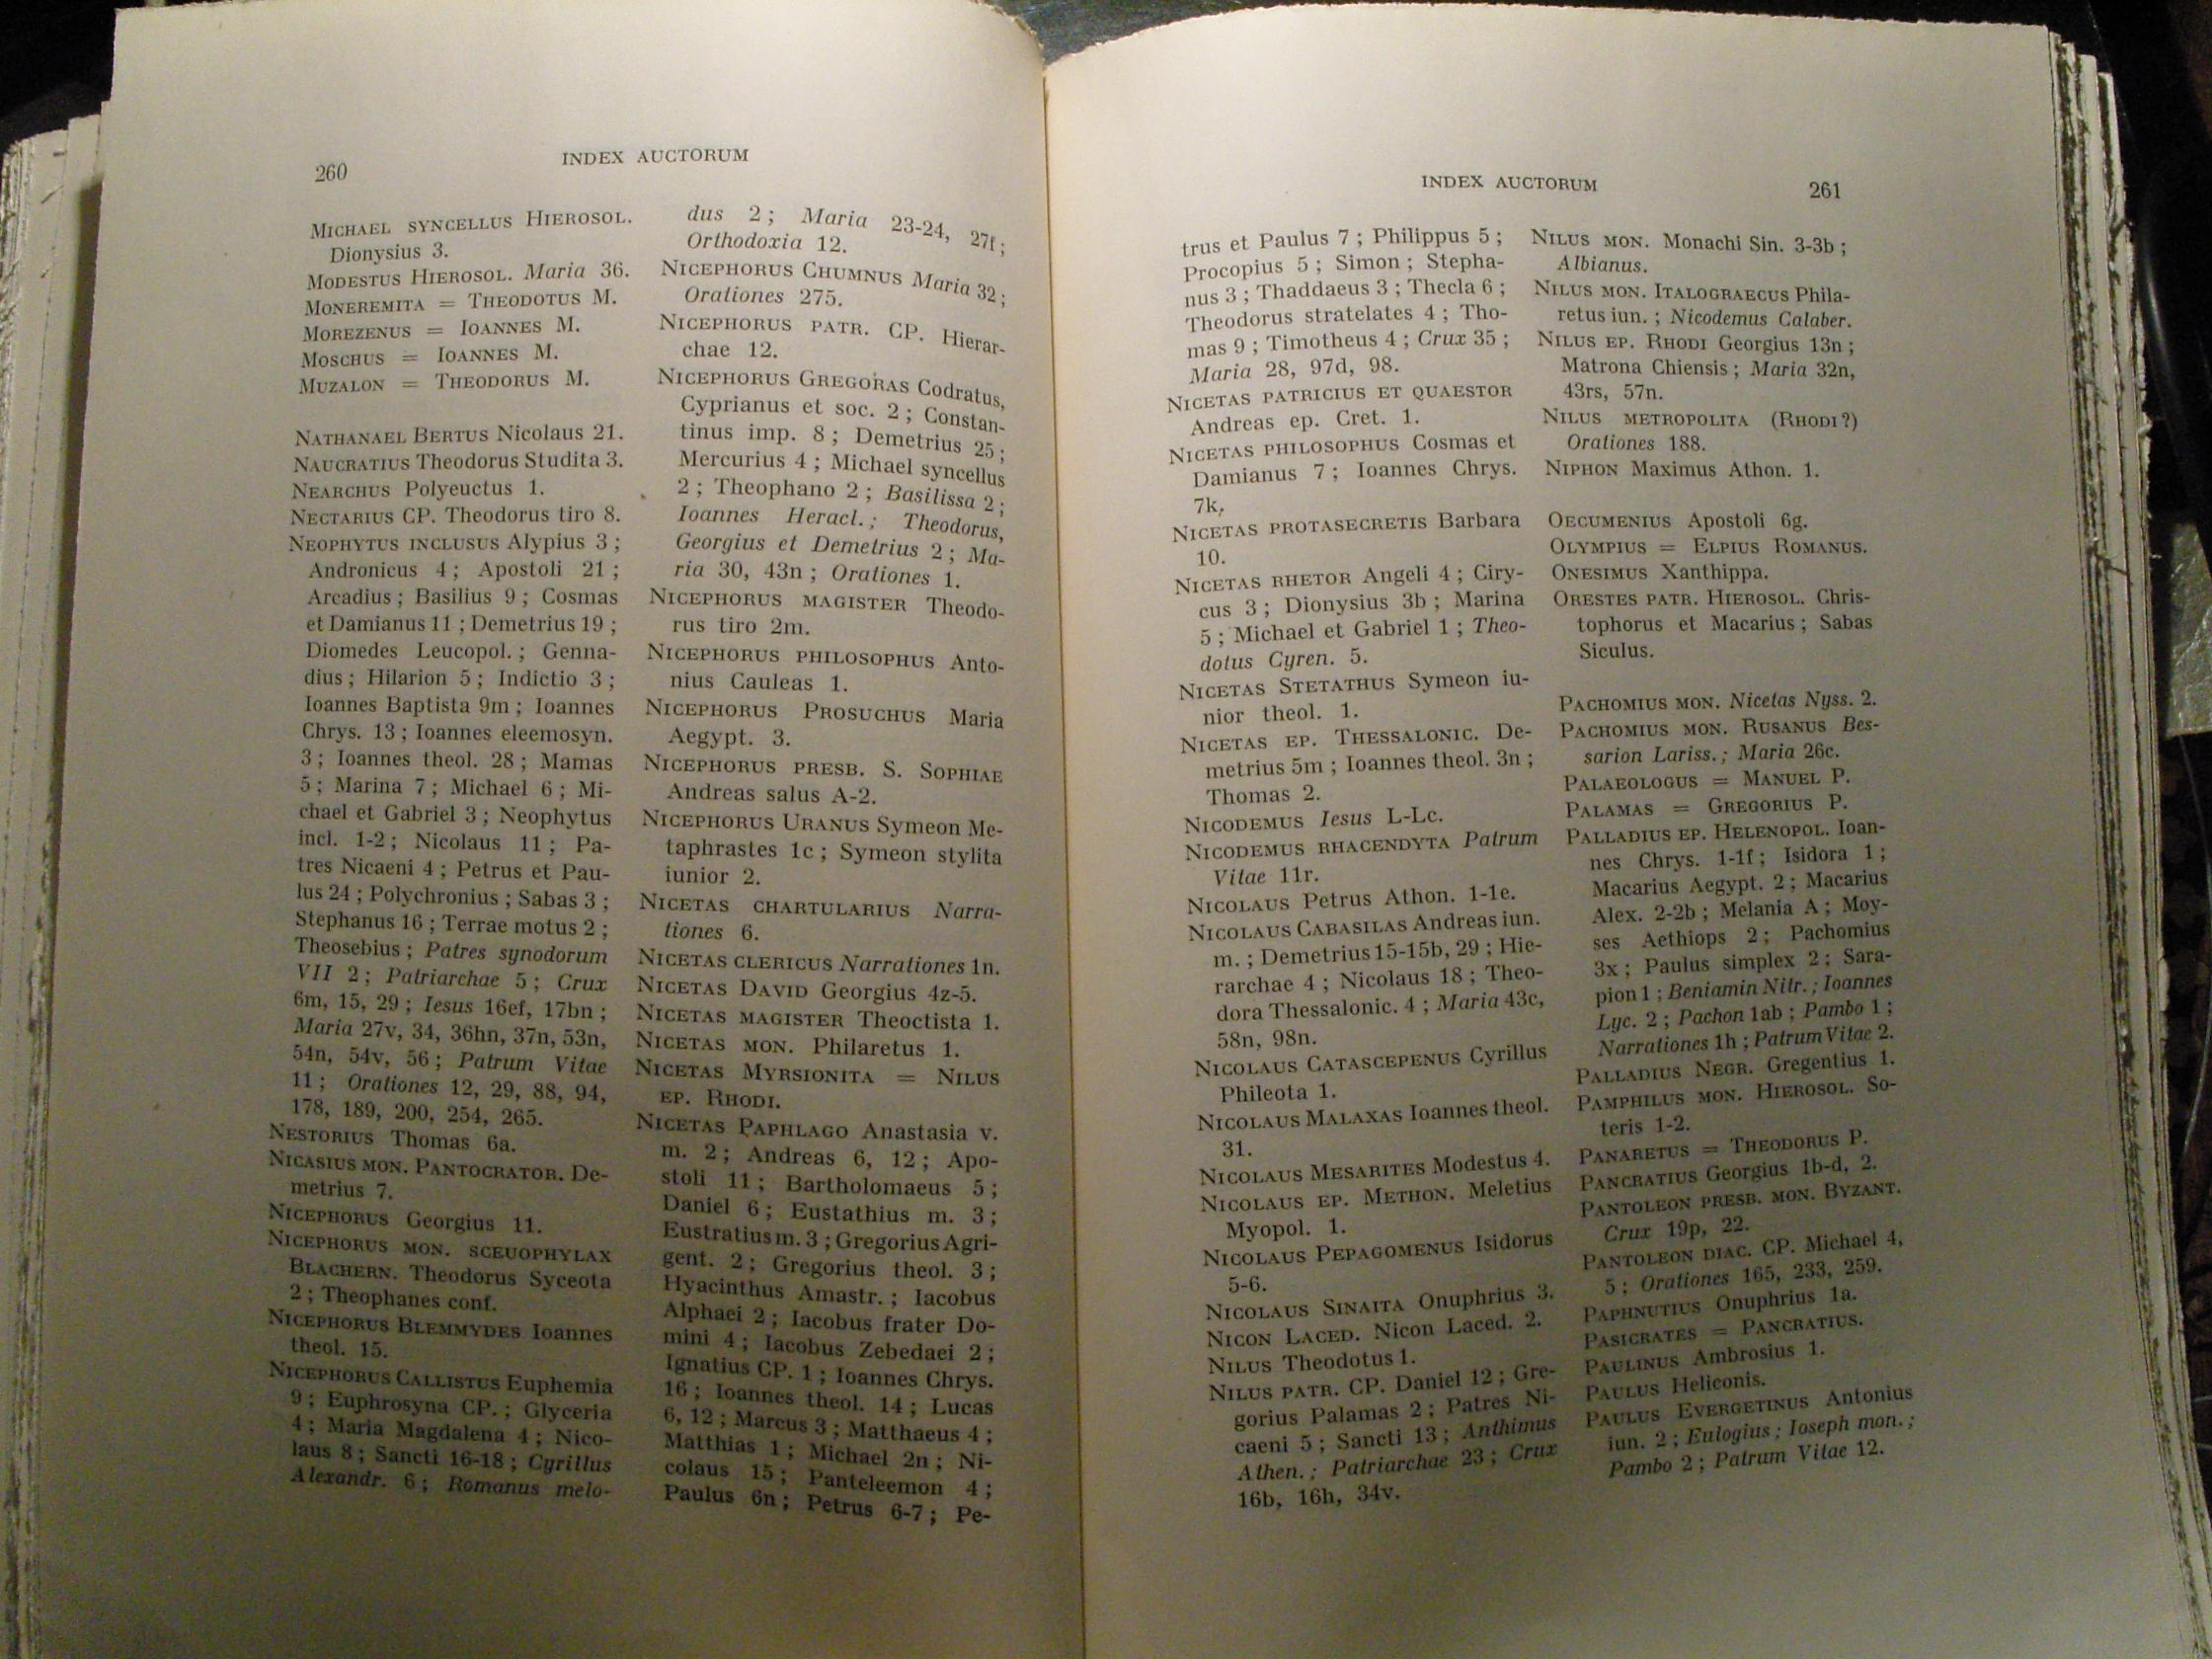 260
INDEX AUCTORUM
MICHAEL SYNCELLUS HIEROSOL.
Dionysius 3.
MODESTUS HIEROSOL. Maria 36.
MONEREMITA = THEODOTUS M.
MOREZENUS = IOANNES M.
MOSCHUS = IOANNES M.
MUZALON = THEODORUS M.
NATHANAEL BERTUS Nicolaus 21.
NAUCRATIUS Theodorus Studita 3.
NEARCHUS Polyeuctus 1.
NECTARIUS CP. Theodorus tiro 8.
NEOPHYTUS INCLUSUS Alypius 3 ;
Andronicus 4 ; Apostoli 21 ;
Arcadius ; Basilius 9 ; Cosmas
et Damianus 11 ; Demetrius 19 ;
Diomedes Leucopol. ; Genna-
dius ; Hilarion 5 ; Indictio 3 ;
Ioannes Baptista 9m ; Ioannes
Chrys. 13 ; Ioannes eleemosyn.
3 ; Ioannes theol. 28 ; Mamas
5 ; Marina 7 ; Michael 6 ; Mi-
chael et Gabriel 3 ; Neophytus
incl. 1-2 ; Nicolaus 11 ; Pa-
tres Nicaeni 4 ; Petrus et Pau-
lus 24 ; Polychronius ; Sabas 3 ;
Stephanus 16 ; Terrae motus 2 ;
Theosebius ; Patres synodorum
VII 2 ; Patriarchae 5 ; Crux
6m, 15, 29 ; Iesus 16ef, 17bn ;
Maria 27v, 34, 36hn, 37n, 53n,
54n, 54v, 56 ; Patrum Vitae
11 ; Orationes 12, 29, 88, 94,
178, 189, 200, 254, 265.
NESTORIUS Thomas 6a.
NICASIUS MON. PANTOCRATOR. De-
metrius 7.
NICEPHORUS Georgius 11.
NICEPHORUS MON. SCEUOPHYLAX
BLACHERN. Theodorus Syceota
2 ; Theophanes conf.
NICEPHORUS BLEMMYDES Ioannes
theol. 15.
NICEPHORUS CALLISTUS Euphemia
9 ; Euphrosyna CP. ; Glyceria
4 ; Maria Magdalena 4 ; Nico-
laus 8 ; Sancti 16-18 ; Cyrillus
Alexandr. 6 ; Romanus melo-
dus 2 ; Maria 23-24, 27f ;
Orthodoxia 12.
NICEPHORUS CHUMNUS Maria 32 ;
Orationes 275.
NICEPHORUS PATR. CP. Hierar-
chae 12.
NICEPHORUS GREGORAS Codratus,
Cyprianus et soc. 2 ; Constan-
tinus imp. 8 ; Demetrius 25 ;
Mercurius 4 ; Michael syncellus
2 ; Theophano 2 ; Basilissa 2 ;
Ioannes Heracl. ; Theodorus,
Georgius et Demetrius 2 ; Ma-
ria 30, 43n ; Orationes 1.
NICEPHORUS MAGISTER Theodo-
rus tiro 2m.
NICEPHORUS PHILOSOPHUS Anto-
nius Cauleas 1.
NICEPHORUS PROSUCHUS Maria
Aegypt. 3.
NICEPHORUS PRESB. S. SOPHIAE
Andreas salus A-2.
NICEPHORUS URANUS Symeon Me-
taphrastes 1c ; Symeon stylita
iunior 2.
NICETAS CHARTULARIUS Narra-
tiones 6.
NICETAS CLERICUS Narrationes 1n.
NICETAS DAVID Georgius 4z-5.
NICETAS MAGISTER Theoctista 1.
NICETAS MON. Philaretus 1.
NICETAS MYRSIONITA = NILUS
EP. RHODI.
NICETAS PAPHLAGO Anastasia v.
m. 2 ; Andreas 6, 12 ; Apo-
stoli 11 ; Bartholomaeus 5 ;
Daniel 6 ; Eustathius m. 3 ;
Eustratius m. 3 ; Gregorius Agri-
gent. 2 ; Gregorius theol. 3 ;
Hyacinthus Amastr. ; Iacobus
Alphaei 2 ; Iacobus frater Do-
mini 4 ; Iacobus Zebedaei 2 ;
Ignatius CP. 1 ; Ioannes Chrys.
16 ; Ioannes theol. 14 ; Lucas
6, 12 ; Marcus 3 ; Matthaeus 4 ;
Matthias 1 ; Michael 2n ; Ni-
colaus 15 ; Panteleemon 4 ;
Paulus 6n ; Petrus 6-7 ; Pe-
INDEX AUCTORUM
261
trus et Paulus 7 ; Philippus 5 ;
Procopius 5 ; Simon ; Stepha-
nus 3 ; Thaddaeus 3 ; Thecla 6 ;
Theodorus stratelates 4 ; Tho-
mas 9 ; Timotheus 4 ; Crux 35 ;
Maria 28, 97d, 98.
NICETAS PATRICIUS ET QUAESTOR
Andreas ep. Cret. 1.
NICETAS PHILOSOPHUS Cosmas et
Damianus 7 ; Ioannes Chrys.
7k.
NICETAS PROTASECRETIS Barbara
10.
NICETAS RHETOR Angeli 4 ; Ciry-
cus 3 ; Dionysius 3b ; Marina
5 ; Michael et Gabriel 1 ; Theo-
dotus Cyren. 5.
NICETAS STETATHUS Symeon iu-
nior theol. 1.
NICETAS EP. THESSALONIC. De-
metrius 5m ; Ioannes theol. 3n ;
Thomas 2.
NICODEMUS Iesus L-Lc.
NICODEMUS RHACENDYTA Patrum
Vitae 11r.
NICOLAUS Petrus Athon. 1-1e.
NICOLAUS CABASILAS Andreas iun.
m. ; Demetrius 15-15b, 29 ; Hie-
rarchae 4 ; Nicolaus 18 ; Theo-
dora Thessalonic. 4 ; Maria 43c,
58n, 98n.
NICOLAUS CATASCEPENUS Cyrillus
Phileota 1.
NICOLAUS MALAXAS Ioannes theol.
31.
NICOLAUS MESARITES Modestus 4.
NICOLAUS EP. METHON. Meletius
Myopol. 1.
NICOLAUS PEPAGOMENUS Isidorus
5-6.
NICOLAUS SINAITA Onuphrius 3.
NICON LACED. Nicon Laced. 2.
NILUS Theodotus 1.
NILUS PATR. CP. Daniel 12 ; Gre-
gorius Palamas 2 ; Patres Ni-
caeni 5 ; Sancti 13 ; Anthimus
Athen. ; Patriarchae 23 ; Crux
16b, 16h, 34v.
NILUS MON. Monachi Sin. 3-3b ;
Albianus.
NILUS MON. ITALOGRAECUS Phila-
retus iun. ; Nicodemus Calaber.
NILUS EP. RHODI Georgius 13n ;
Matrona Chiensis ; Maria 32n,
43rs, 57n.
NILUS METROPOLITA (RHODI ?)
Orationes 188.
NIPHON Maximus Athon. 1.
OECUMENIUS Apostoli 6g.
OLYMPIUS = ELPIUS ROMANUS.
ONESIMUS Xanthippa.
ORESTES PATR. HIEROSOL. Chris-
tophorus et Macarius ; Sabas
Siculus.
PACHOMIUS MON. Nicetas Nyss. 2.
PACHOMIUS MON. RUSANUS Bes-
sarion Lariss. ; Maria 26c.
PALAEOLOGUS = MANUEL P.
PALAMAS = GREGORIUS P.
PALLADIUS EP. HELENOPOL. Ioan-
nes Chrys. 1-1f ; Isidora 1 ;
Macarius Aegypt. 2 ; Macarius
Alex. 2-2b ; Melania A ; Moy-
ses Aethiops 2 ; Pachomius
3x ; Paulus simplex 2 ; Sara-
pion 1 ; Beniamin Nitr. ; Ioannes
Lyc. 2 ; Pachon 1ab ; Pambo 1 ;
Narrationes 1h ; Patrum Vitae 2.
PALLADIUS NEGR. Gregentius 1.
PAMPHILUS MON. HIEROSOL. So-
teris 1-2.
PANARETUS = THEODORUS P.
PANCRATIUS Georgius 1b-d, 2.
PANTOLEON PRESB. MON. BYZANT.
Crux 19p, 22.
PANTOLEON DIAC. CP. Michael 4,
5 ; Orationes 165, 233, 259.
PAPHNUTIUS Onuphrius 1a.
PASICRATES = PANCRATIUS.
PAULINUS Ambrosius 1.
PAULUS Heliconis.
PAULUS EVERGETINUS Antonius
iun. 2 ; Eulogius ; Ioseph mon. ;
Pambo 2 ; Patrum Vitae 12.